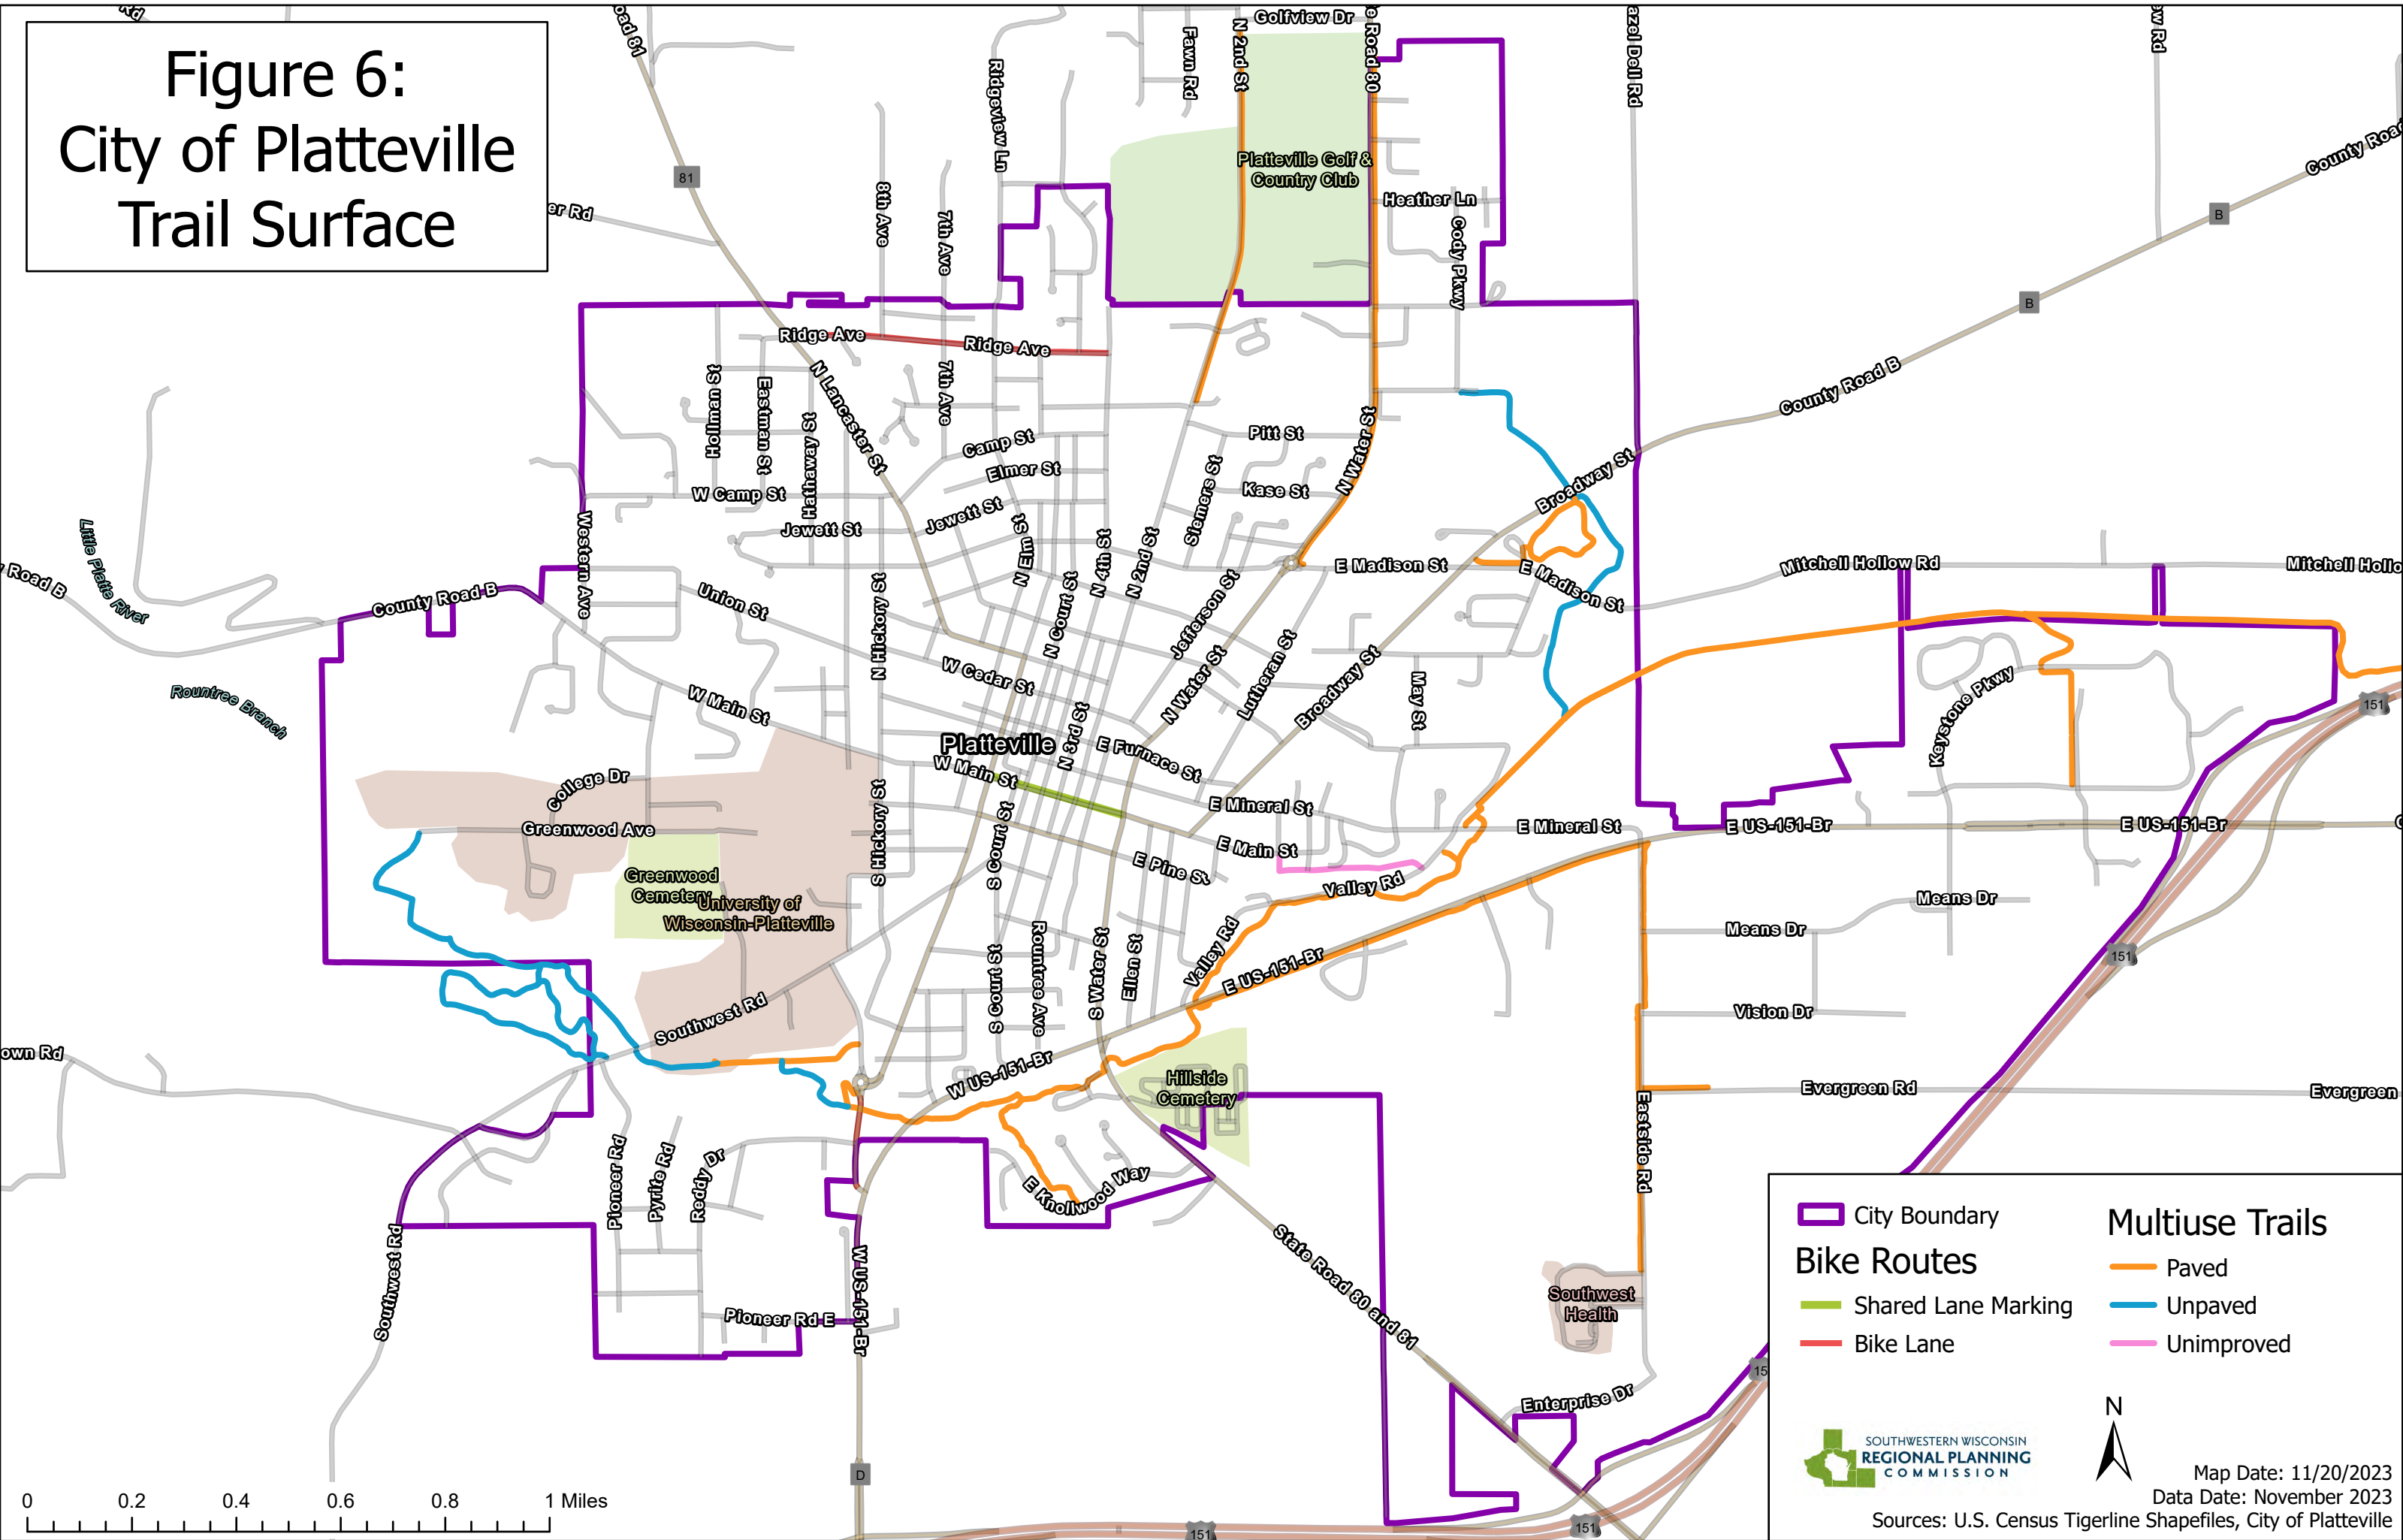 Figure 6:
City of Platteville
Trail Surface
Rd
oad 81
81
er Rd
Ridgeview Ln
Fawn Rd
N 2nd St
Golfview Dr
e Road 80
azel Dell Rd
ew Rd
County Road
B
B
County Road B
Platteville Golf &
Country Club
Heather Ln
Cody Pkwy
8th Ave
7th Ave
Ridge Ave
Ridge Ave
7th Ave
Hollman St
Eastman St
Hathaway St
N Lancaster St
Camp St
Elmer St
W Camp St
Jewett St
Jewett St
Pitt St
Kase St
Siemers St
N Water St
Broadway St
E Madison St
E Madison St
Mitchell Hollow Rd
Mitchell Hollo
Little Platte River
y Road B
County Road B
Western Ave
Rountree Branch
Union St
N Hickory St
N Elm St
N Court St
N 4th St
N 2nd St
Jefferson St
W Cedar St
W Main St
N Water St
Lutheran St
Broadway St
May St
Keystone Pkwy
151
Platteville
N 3rd St
E Furnace St
W Main St
College Dr
Greenwood Ave
S Hickory St
S Court St
E Mineral St
E Mineral St
E Main St
E Pine St
E US-151-Br
E US-151-Br
Greenwood
Cemetery
University of
Wisconsin-Platteville
Valley Rd
Means Dr
Means Dr
151
Valley Rd
E US-151-Br
Rountree Ave
S Court St
S Water St
Ellen St
Southwest Rd
Vision Dr
own Rd
W US-151-Br
Hillside
Cemetery
Evergreen Rd
Evergreen
Eastside Rd
Pioneer Rd
Pyrite Rd
Reddy Dr
E Knollwood Way
Southwest Rd
W US-151-Br
Pioneer Rd E
State Road 80 and 81
Southwest
Health
Enterprise Dr
15
D
151
151
City Boundary
Bike Routes
Shared Lane Marking
Bike Lane
Multiuse Trails
Paved
Unpaved
Unimproved
SOUTHWESTERN WISCONSIN
REGIONAL PLANNING
COMMISSION
N
Map Date: 11/20/2023
Data Date: November 2023
Sources: U.S. Census Tigerline Shapefiles, City of Platteville
0 0.2 0.4 0.6 0.8 1 Miles